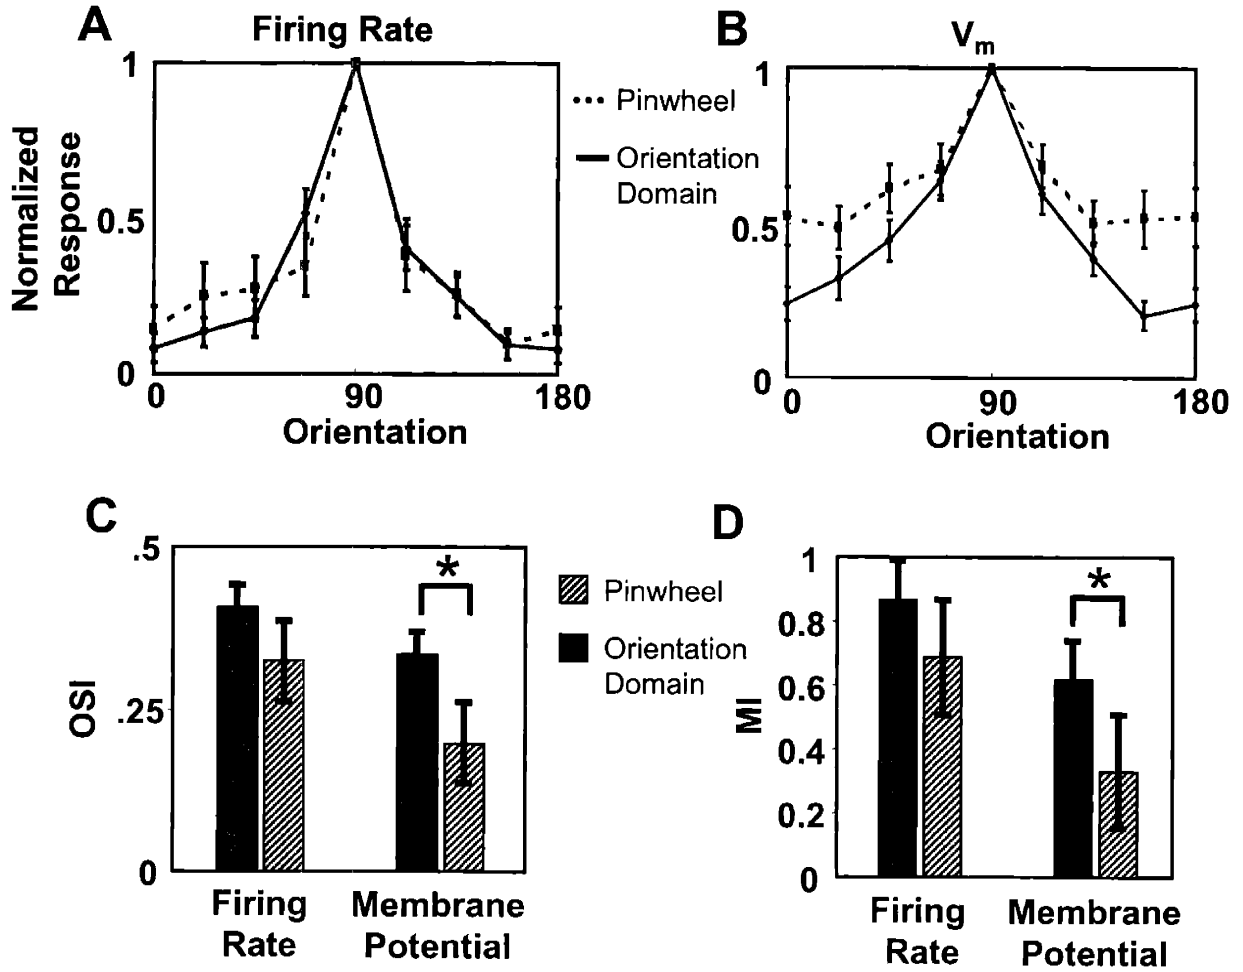 A
Firing Rate
Normalized
Response
1
0.5
0
0
90
180
Orientation
Pinwheel
Orientation
Domain
B
Vm
1
0.5
0
0
90
180
Orientation
C
.5
.25
0
OSI
*
Firing
Rate
Membrane
Potential
Pinwheel
Orientation
Domain
D
1
0.8
0.6
0.4
0.2
0
MI
*
Firing
Rate
Membrane
Potential